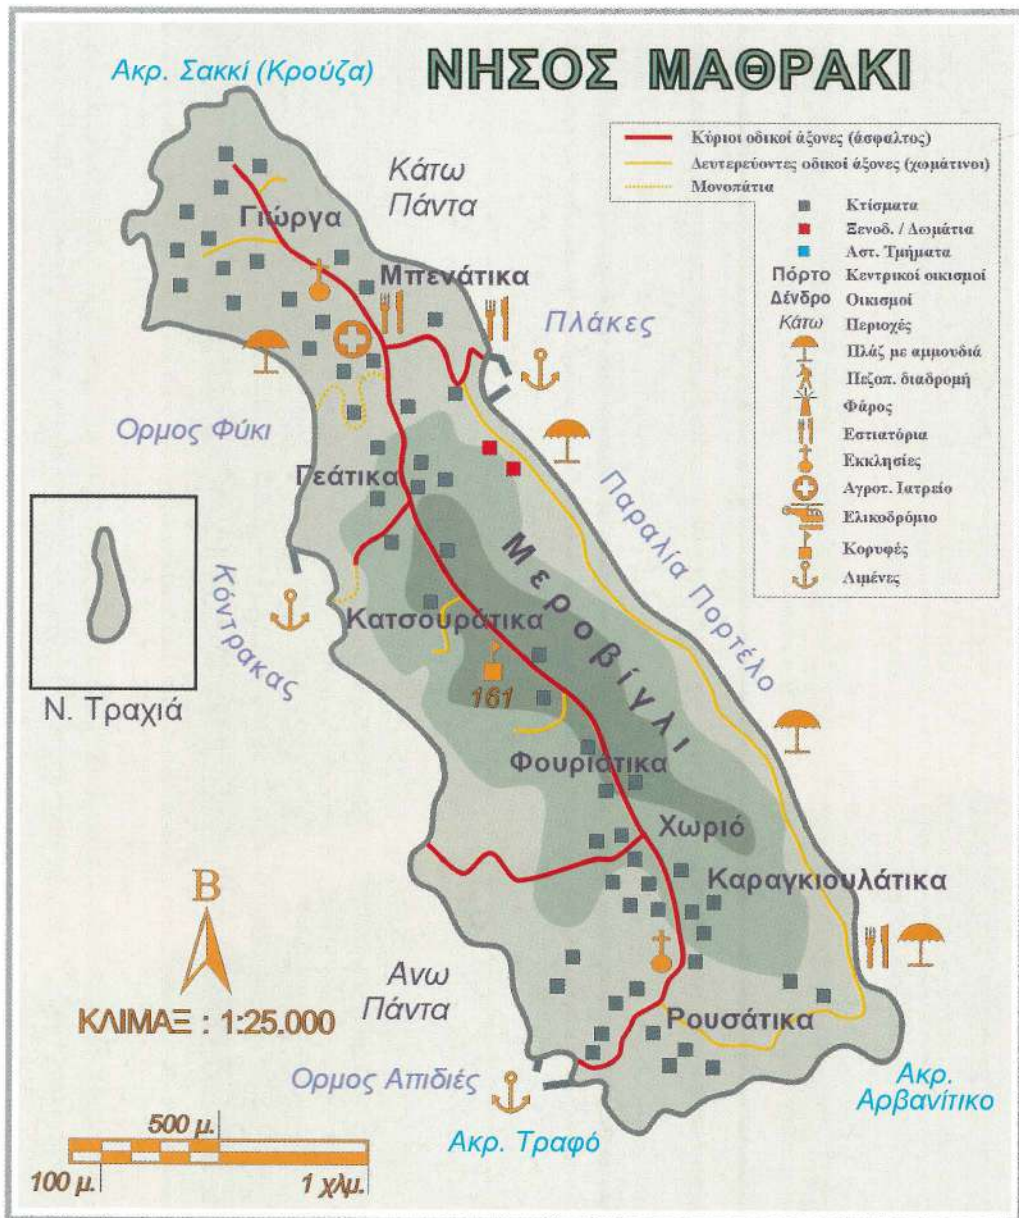 ΝΗΣΟΣ ΜΑΘΡΑΚΙ
Ακρ. Σακκί (Κρούζα)
Κύριοι οδικοί άξονες (άσφαλτος)
Δευτερεύοντες οδικοί άξονες (χωμάτινοι)
Μονοπάτια
Κτίσματα
Ξενοδ. / Δωμάτια
Αστ. Τμήματα
Πόρτο Κεντρικοί οικισμοί
Δένδρο Οικισμοί
Κάτω Περιοχές
Πλάζ με αμμουδιά
Πεζοπ. διαδρομή
Φάρος
Εστιατόρια
Εκκλησίες
Αγροτ. Ιατρείο
Ελικοδρόμιο
Κορυφές
Λιμένες
Κάτω
Πάντα
Γιώργα
Μπενάτικα
Πλάκες
Ορμος Φύκι
Γεάτικα
Παραλία Πορτέλο
Μεροβίγλι
Κόντρακας
Κατσουράτικα
161
Ν. Τραχιά
Φουριάτικα
Χωριό
Καραγκιουλάτικα
Β
ΚΛΙΜΑΞ : 1:25.000
Ανω
Πάντα
Ρουσάτικα
Ορμος Απιδιές
Ακρ.
Αρβανίτικο
Ακρ. Τραφό
500 μ.
100 μ.
1 χλμ.